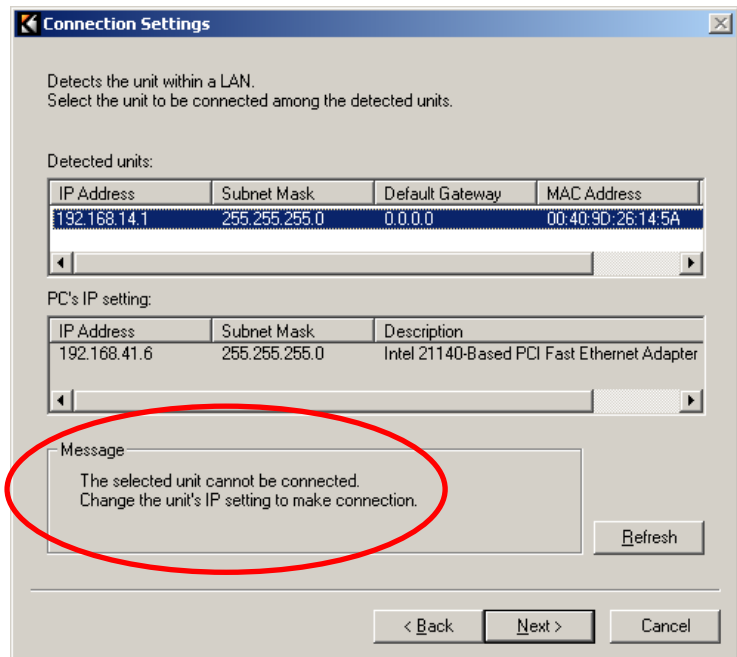 Connection Settings
Detects the unit within a LAN.
Select the unit to be connected among the detected units.
Detected units:
IP Address Subnet Mask Default Gateway MAC Address
192.168.14.1 255.255.255.0 0.0.0.0 00:40:9D:26:14:5A
PC's IP setting:
IP Address Subnet Mask Description
192.168.41.6 255.255.255.0 Intel 21140-Based PCI Fast Ethernet Adapter
Message
The selected unit cannot be connected.
Change the unit's IP setting to make connection.
Refresh
< Back Next > Cancel